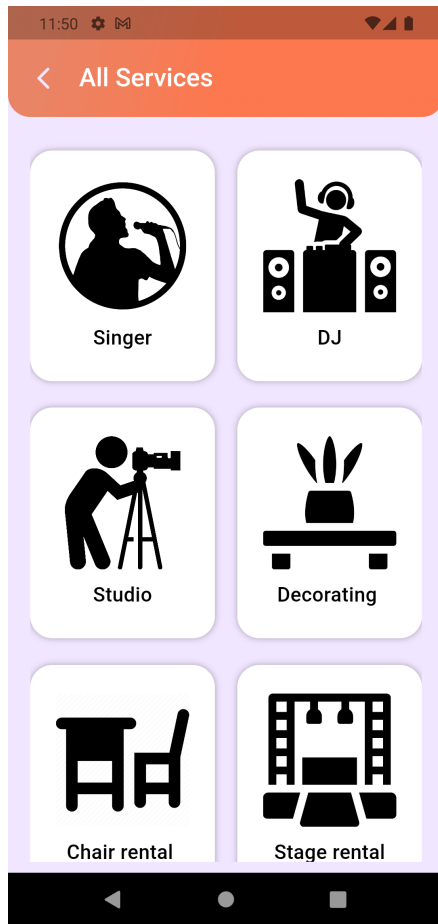 11:50
All Services
Singer
DJ
Studio
Decorating
Chair rental
Stage rental